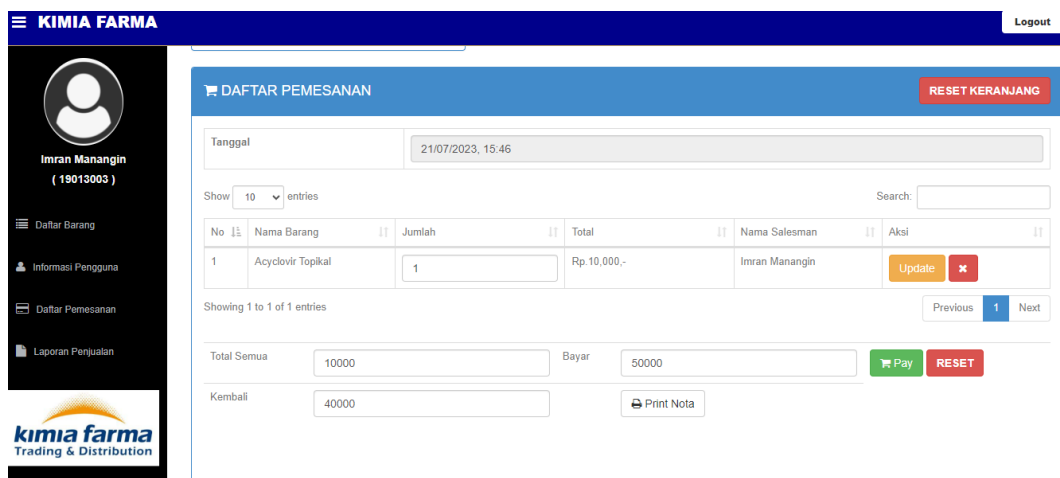 KIMIA FARMA
Logout
Imran Manangin
( 19013003 )
Daftar Barang
Informasi Pengguna
Daftar Pemesanan
Laporan Penjualan
kımıa farma
Trading & Distribution
DAFTAR PEMESANAN
RESET KERANJANG
Tanggal 21/07/2023, 15:46
Show 10 entries Search:
No Nama Barang Jumlah Total Nama Salesman Aksi
1 Acyclovir Topikal 1 Rp.10,000,- Imran Manangin Update
Showing 1 to 1 of 1 entries Previous 1 Next
Total Semua 10000 Bayar 50000 Pay RESET
Kembali 40000 Print Nota